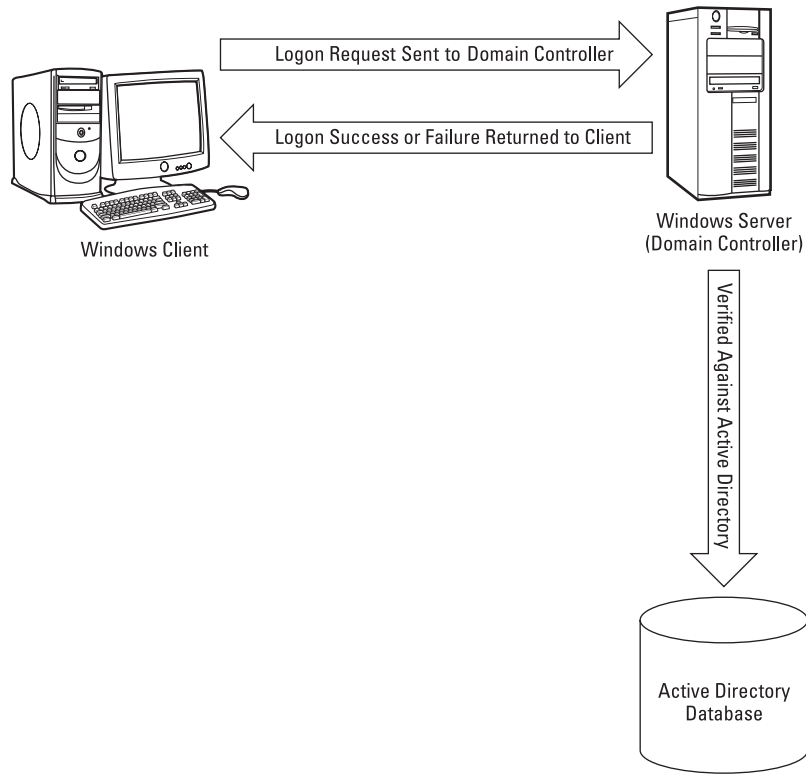 Logon Request Sent to Domain Controller
Logon Success or Failure Returned to Client
Windows Client
Windows Server
(Domain Controller)
Verified Against Active Directory
Active Directory
Database